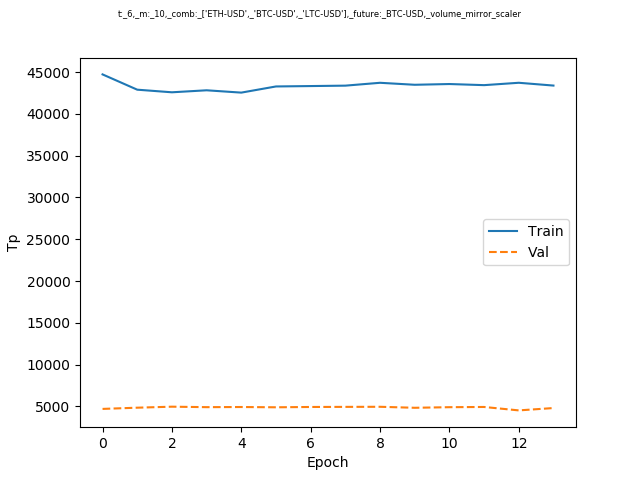 t:_6,_m:_10,_comb:_['ETH-USD',_'BTC-USD',_'LTC-USD'],_future:_BTC-USD,_volume_mirror_scaler
45000
40000
35000
30000
25000
20000
15000
10000
5000
Tp
Train
Val
0 2 4 6 8 10 12
Epoch